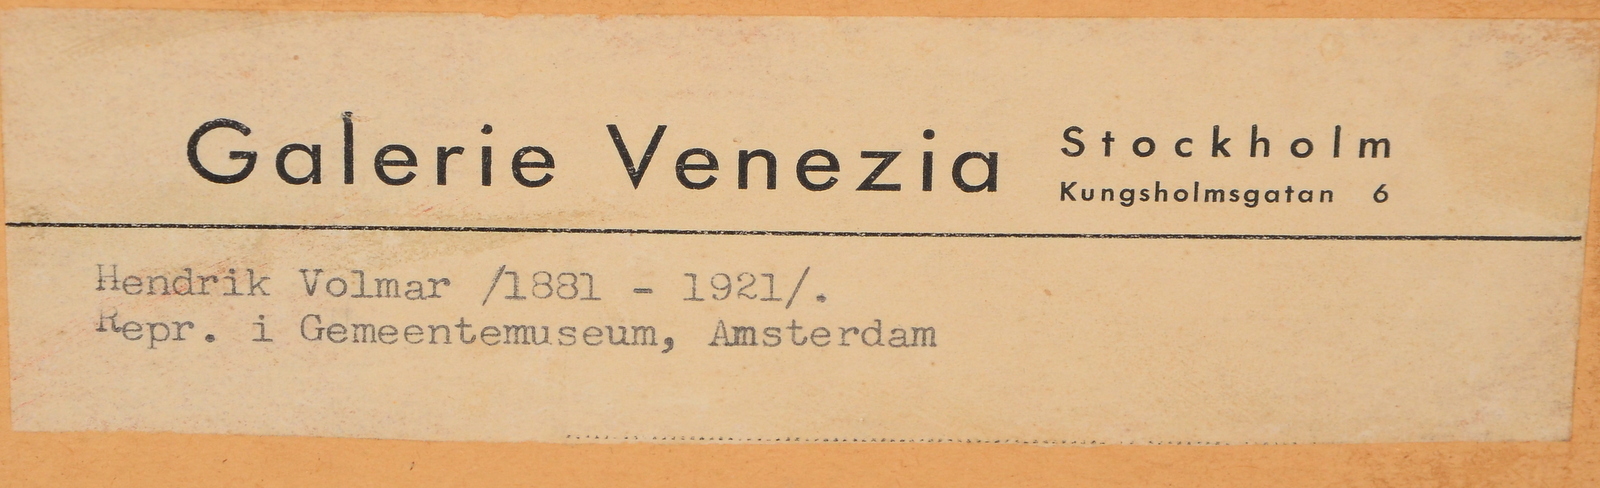 Galerie Venezia
Stockholm
Kungsholmsgatan 6
Hendrik Volmar /1881 - 1921/.
Repr. i Gemeentemuseum, Amsterdam